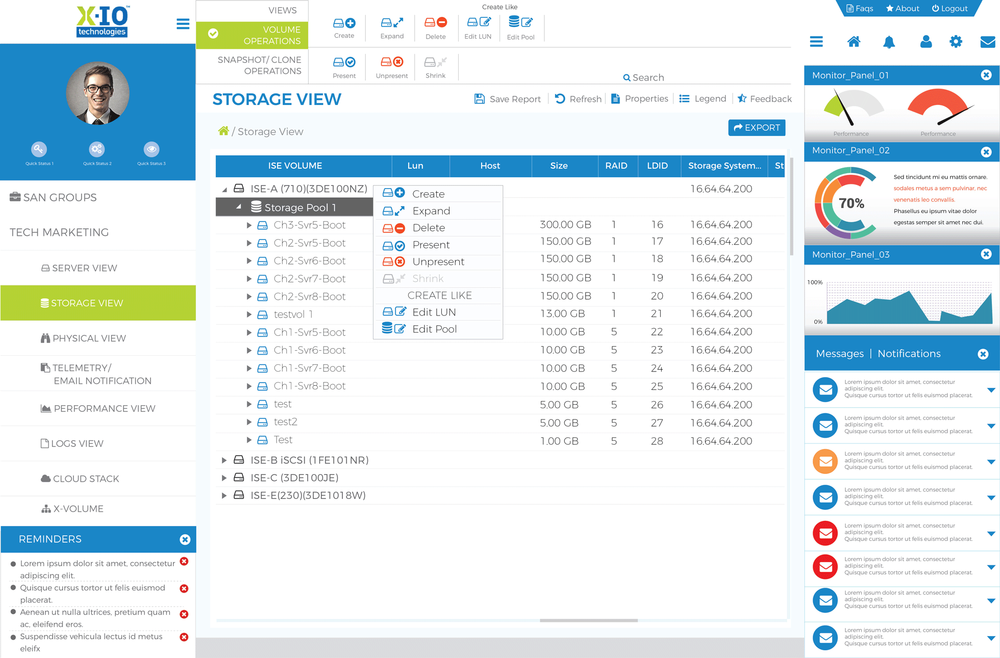 X-IO™
technologies
Quick Status 1
Quick Status 2
Quick Status 3
SAN GROUPS
TECH MARKETING
SERVER VIEW
STORAGE VIEW
PHYSICAL VIEW
TELEMETRY/
EMAIL NOTIFICATION
PERFORMANCE VIEW
LOGS VIEW
CLOUD STACK
X-VOLUME
REMINDERS
Lorem ipsum dolor sit amet, consectetur
adipiscing elit.
Quisque cursus tortor ut felis euismod
placerat.
Aenean ut nulla ultrices, pretium quam
ac, eleifend eros.
Suspendisse vehicula lectus id metus
eleifx
VIEWS
VOLUME
OPERATIONS
SNAPSHOT/ CLONE
OPERATIONS
Create Like
Create
Expand
Delete
Edit LUN
Edit Pool
Present
Unpresent
Shrink
Search
STORAGE VIEW
Save Report
Refresh
Properties
Legend
Feedback
/ Storage View
EXPORT
ISE VOLUME Lun Host Size RAID LDID Storage System... St
ISE-A (710)(3DE100NZ) 16.64.64.200
Storage Pool 1
Ch3-Svr5-Boot 300.00 GB 1 16 16.64.64.200
Ch2-Svr5-Boot 150.00 GB 1 17 16.64.64.200
Ch2-Svr6-Boot 150.00 GB 1 18 16.64.64.200
Ch2-Svr7-Boot 150.00 GB 1 19 16.64.64.200
Ch2-Svr8-Boot 150.00 GB 1 20 16.64.64.200
testvol 1 13.00 GB 1 21 16.64.64.200
Ch1-Svr5-Boot 10.00 GB 5 22 16.64.64.200
Ch1-Svr6-Boot 10.00 GB 5 23 16.64.64.200
Ch1-Svr7-Boot 10.00 GB 5 24 16.64.64.200
Ch1-Svr8-Boot 10.00 GB 5 25 16.64.64.200
test 5.00 GB 5 26 16.64.64.200
test2 5.00 GB 5 27 16.64.64.200
Test 1.00 GB 5 28 16.64.64.200
ISE-B iSCSI (1FE101NR)
ISE-C (3DE100JE)
ISE-E(230)(3DE1018W)
Create
Expand
Delete
Present
Unpresent
Shrink
CREATE LIKE
Edit LUN
Edit Pool
Faqs
About
Logout
Monitor_Panel_01
Performance
Performance
Monitor_Panel_02
70%
Sed tincidunt mi eu mattis ornare.
sodales metus a sem pulvinar, nec
venenatis leo convallis.
Phasellus eu ipsum vitae dolor
egestas semper sit amet nec dui.
Monitor_Panel_03
100%
0%
Messages | Notifications
Lorem ipsum dolor sit amet, consectetur
adipiscing elit.
Quisque cursus tortor ut felis euismod placerat.
Lorem ipsum dolor sit amet, consectetur
adipiscing elit.
Quisque cursus tortor ut felis euismod placerat.
Lorem ipsum dolor sit amet, consectetur
adipiscing elit.
Quisque cursus tortor ut felis euismod placerat.
Lorem ipsum dolor sit amet, consectetur
adipiscing elit.
Quisque cursus tortor ut felis euismod placerat.
Lorem ipsum dolor sit amet, consectetur
adipiscing elit.
Quisque cursus tortor ut felis euismod placerat.
Lorem ipsum dolor sit amet, consectetur
adipiscing elit.
Quisque cursus tortor ut felis euismod placerat.
Lorem ipsum dolor sit amet, consectetur
adipiscing elit.
Quisque cursus tortor ut felis euismod placerat.
Lorem ipsum dolor sit amet, consectetur
adipiscing elit.
Quisque cursus tortor ut felis euismod placerat.